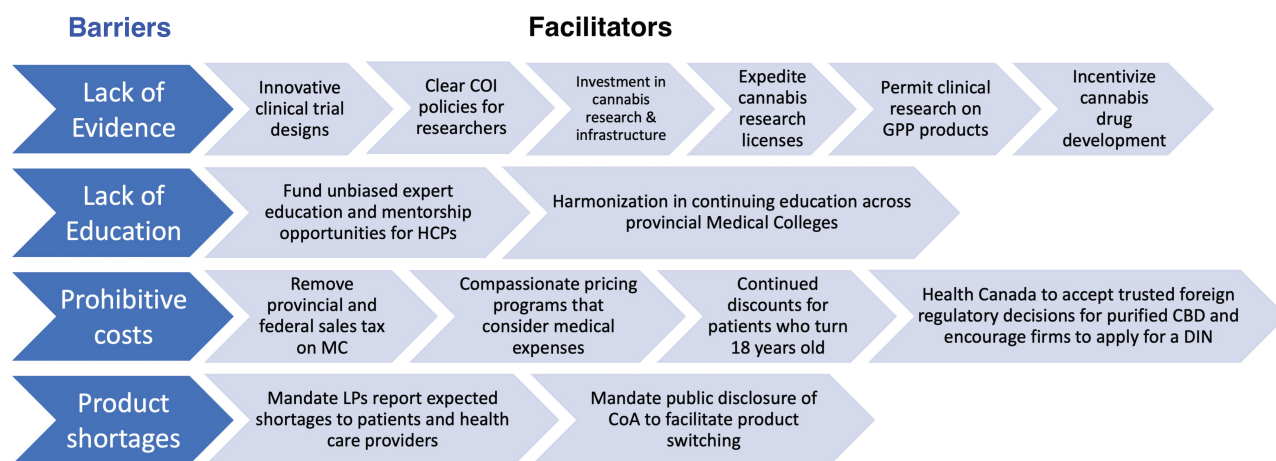 Barriers
Facilitators
Lack of
Evidence
Innovative
clinical trial
designs
Clear COI
policies for
researchers
Investment in
cannabis
research &
infrastructure
Expedite
cannabis
research
licenses
Permit clinical
research on
GPP products
Incentivize
cannabis
drug
development
Lack of
Education
Fund unbiased expert
education and mentorship
opportunities for HCPs
Harmonization in continuing education across
provincial Medical Colleges
Prohibitive
costs
Remove
provincial and
federal sales tax
on MC
Compassionate pricing
programs that
consider medical
expenses
Continued
discounts for
patients who turn
18 years old
Health Canada to accept trusted foreign
regulatory decisions for purified CBD and
encourage firms to apply for a DIN
Product
shortages
Mandate LPs report expected
shortages to patients and health
care providers
Mandate public disclosure of
CoA to facilitate product
switching